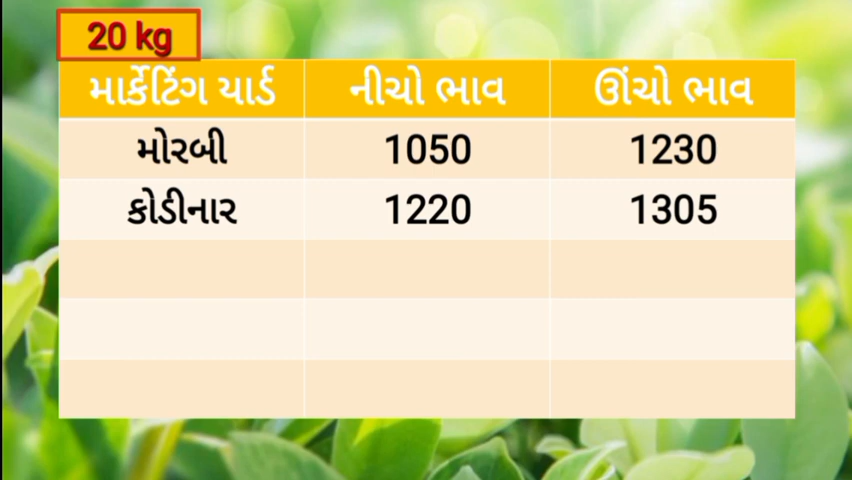 20 kg
માર્કેટિંગ યાર્ડ નીચો ભાવ ઊંચો ભાવ
મોરબી 1050 1230
કોડીનાર 1220 1305